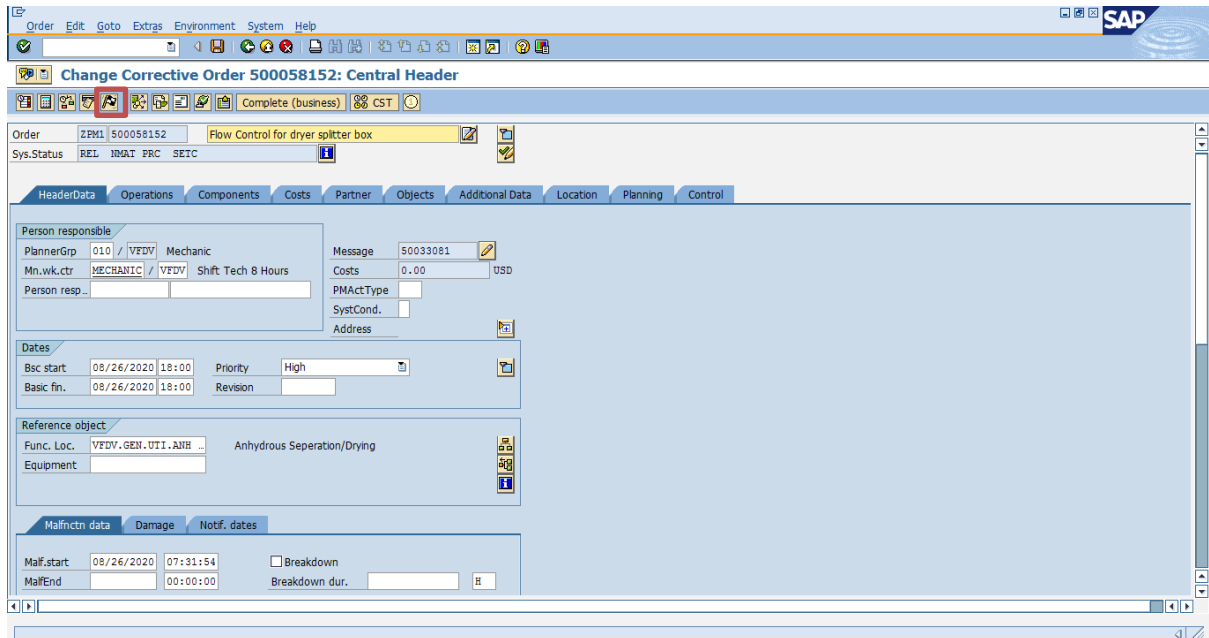 Order Edit Goto Extras Environment System Help
SAP
Change Corrective Order 500058152: Central Header
Complete (business) CST
Order ZPM1 500058152 Flow Control for dryer splitter box
Sys.Status REL NMAT PRC SETC
HeaderData Operations Components Costs Partner Objects Additional Data Location Planning Control
Person responsible
PlannerGrp 010 / VFDV Mechanic Message 50033081
Mn.wk.ctr MECHANIC / VFDV Shift Tech 8 Hours Costs 0.00 USD
Person resp.. PMActType
SystCond.
Address
Dates
Bsc start 08/26/2020 18:00 Priority High
Basic fin. 08/26/2020 18:00 Revision
Reference object
Func. Loc. VFDV.GEN.UTI.ANH … Anhydrous Seperation/Drying
Equipment
Malfnctn data Damage Notif. dates
Malf.start 08/26/2020 07:31:54 Breakdown
MalfEnd 00:00:00 Breakdown dur. H